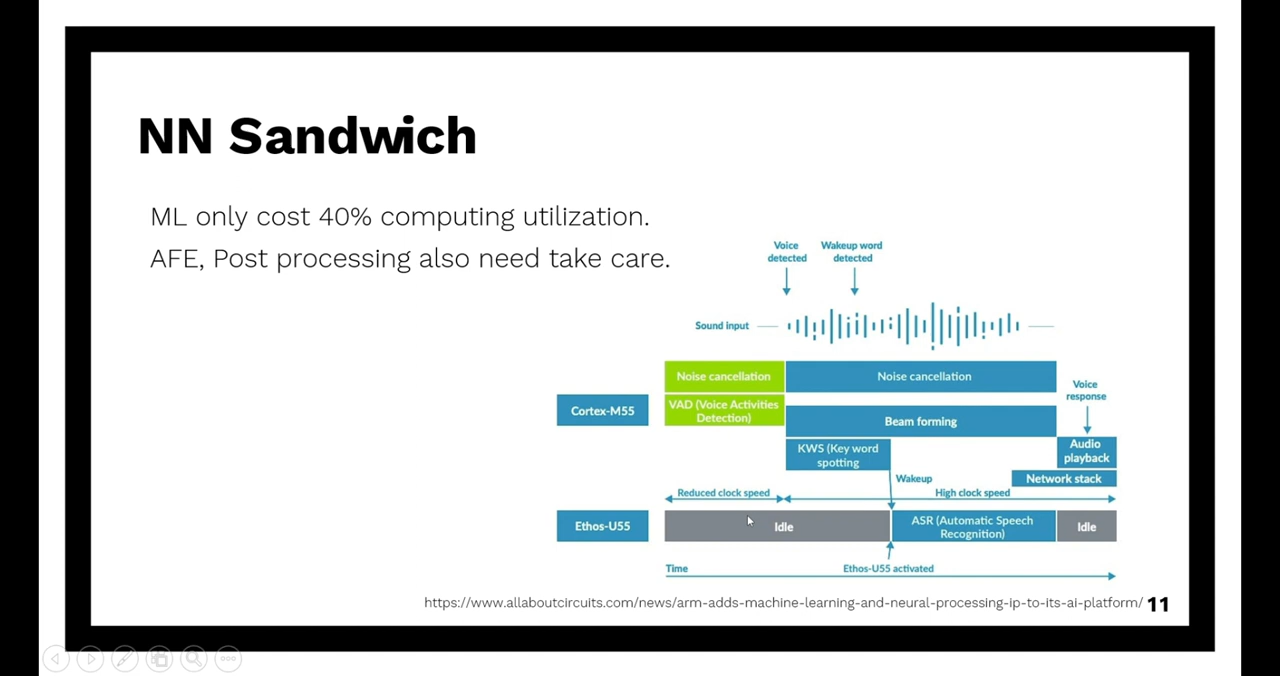 NN Sandwich
ML only cost 40% computing utilization.
AFE, Post processing also need take care.
Voice
detected
Wakeup word
detected
Sound input
Noise cancellation
Noise cancellation
Voice
response
Cortex-M55
VAD (Voice Activities
Detection)
Beam forming
KWS (Key word
spotting
Audio
playback
Wakeup
Network stack
Reduced clock speed
High clock speed
Ethos-U55
Idle
ASR (Automatic Speech
Recognition)
Idle
Time
Ethos-U55 activated
https://www.allaboutcircuits.com/news/arm-adds-machine-learning-and-neural-processing-ip-to-its-ai-platform/
11